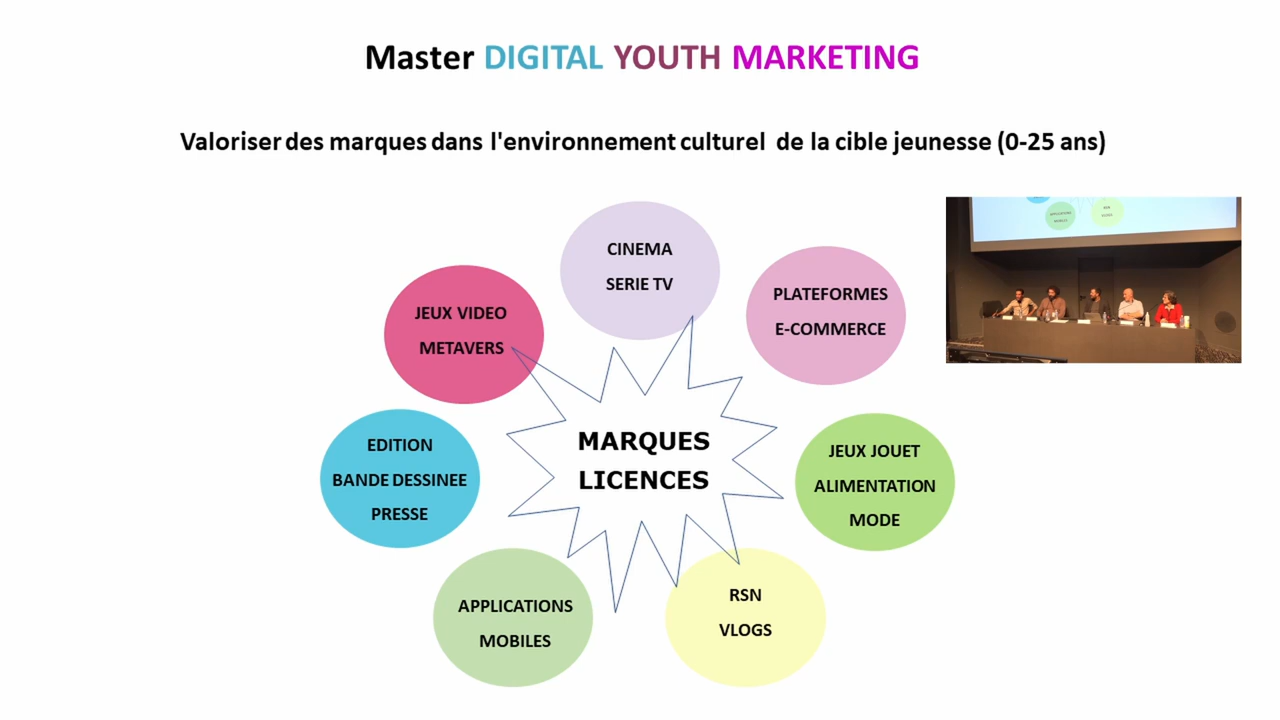 Master DIGITAL YOUTH MARKETING
Valoriser des marques dans l'environnement culturel de la cible jeunesse (0-25 ans)
CINEMA
SERIE TV
PLATEFORMES
E-COMMERCE
JEUX VIDEO
METAVERS
MARQUES
LICENCES
EDITION
BANDE DESSINEE
PRESSE
JEUX JOUET
ALIMENTATION
MODE
APPLICATIONS
MOBILES
RSN
VLOGS